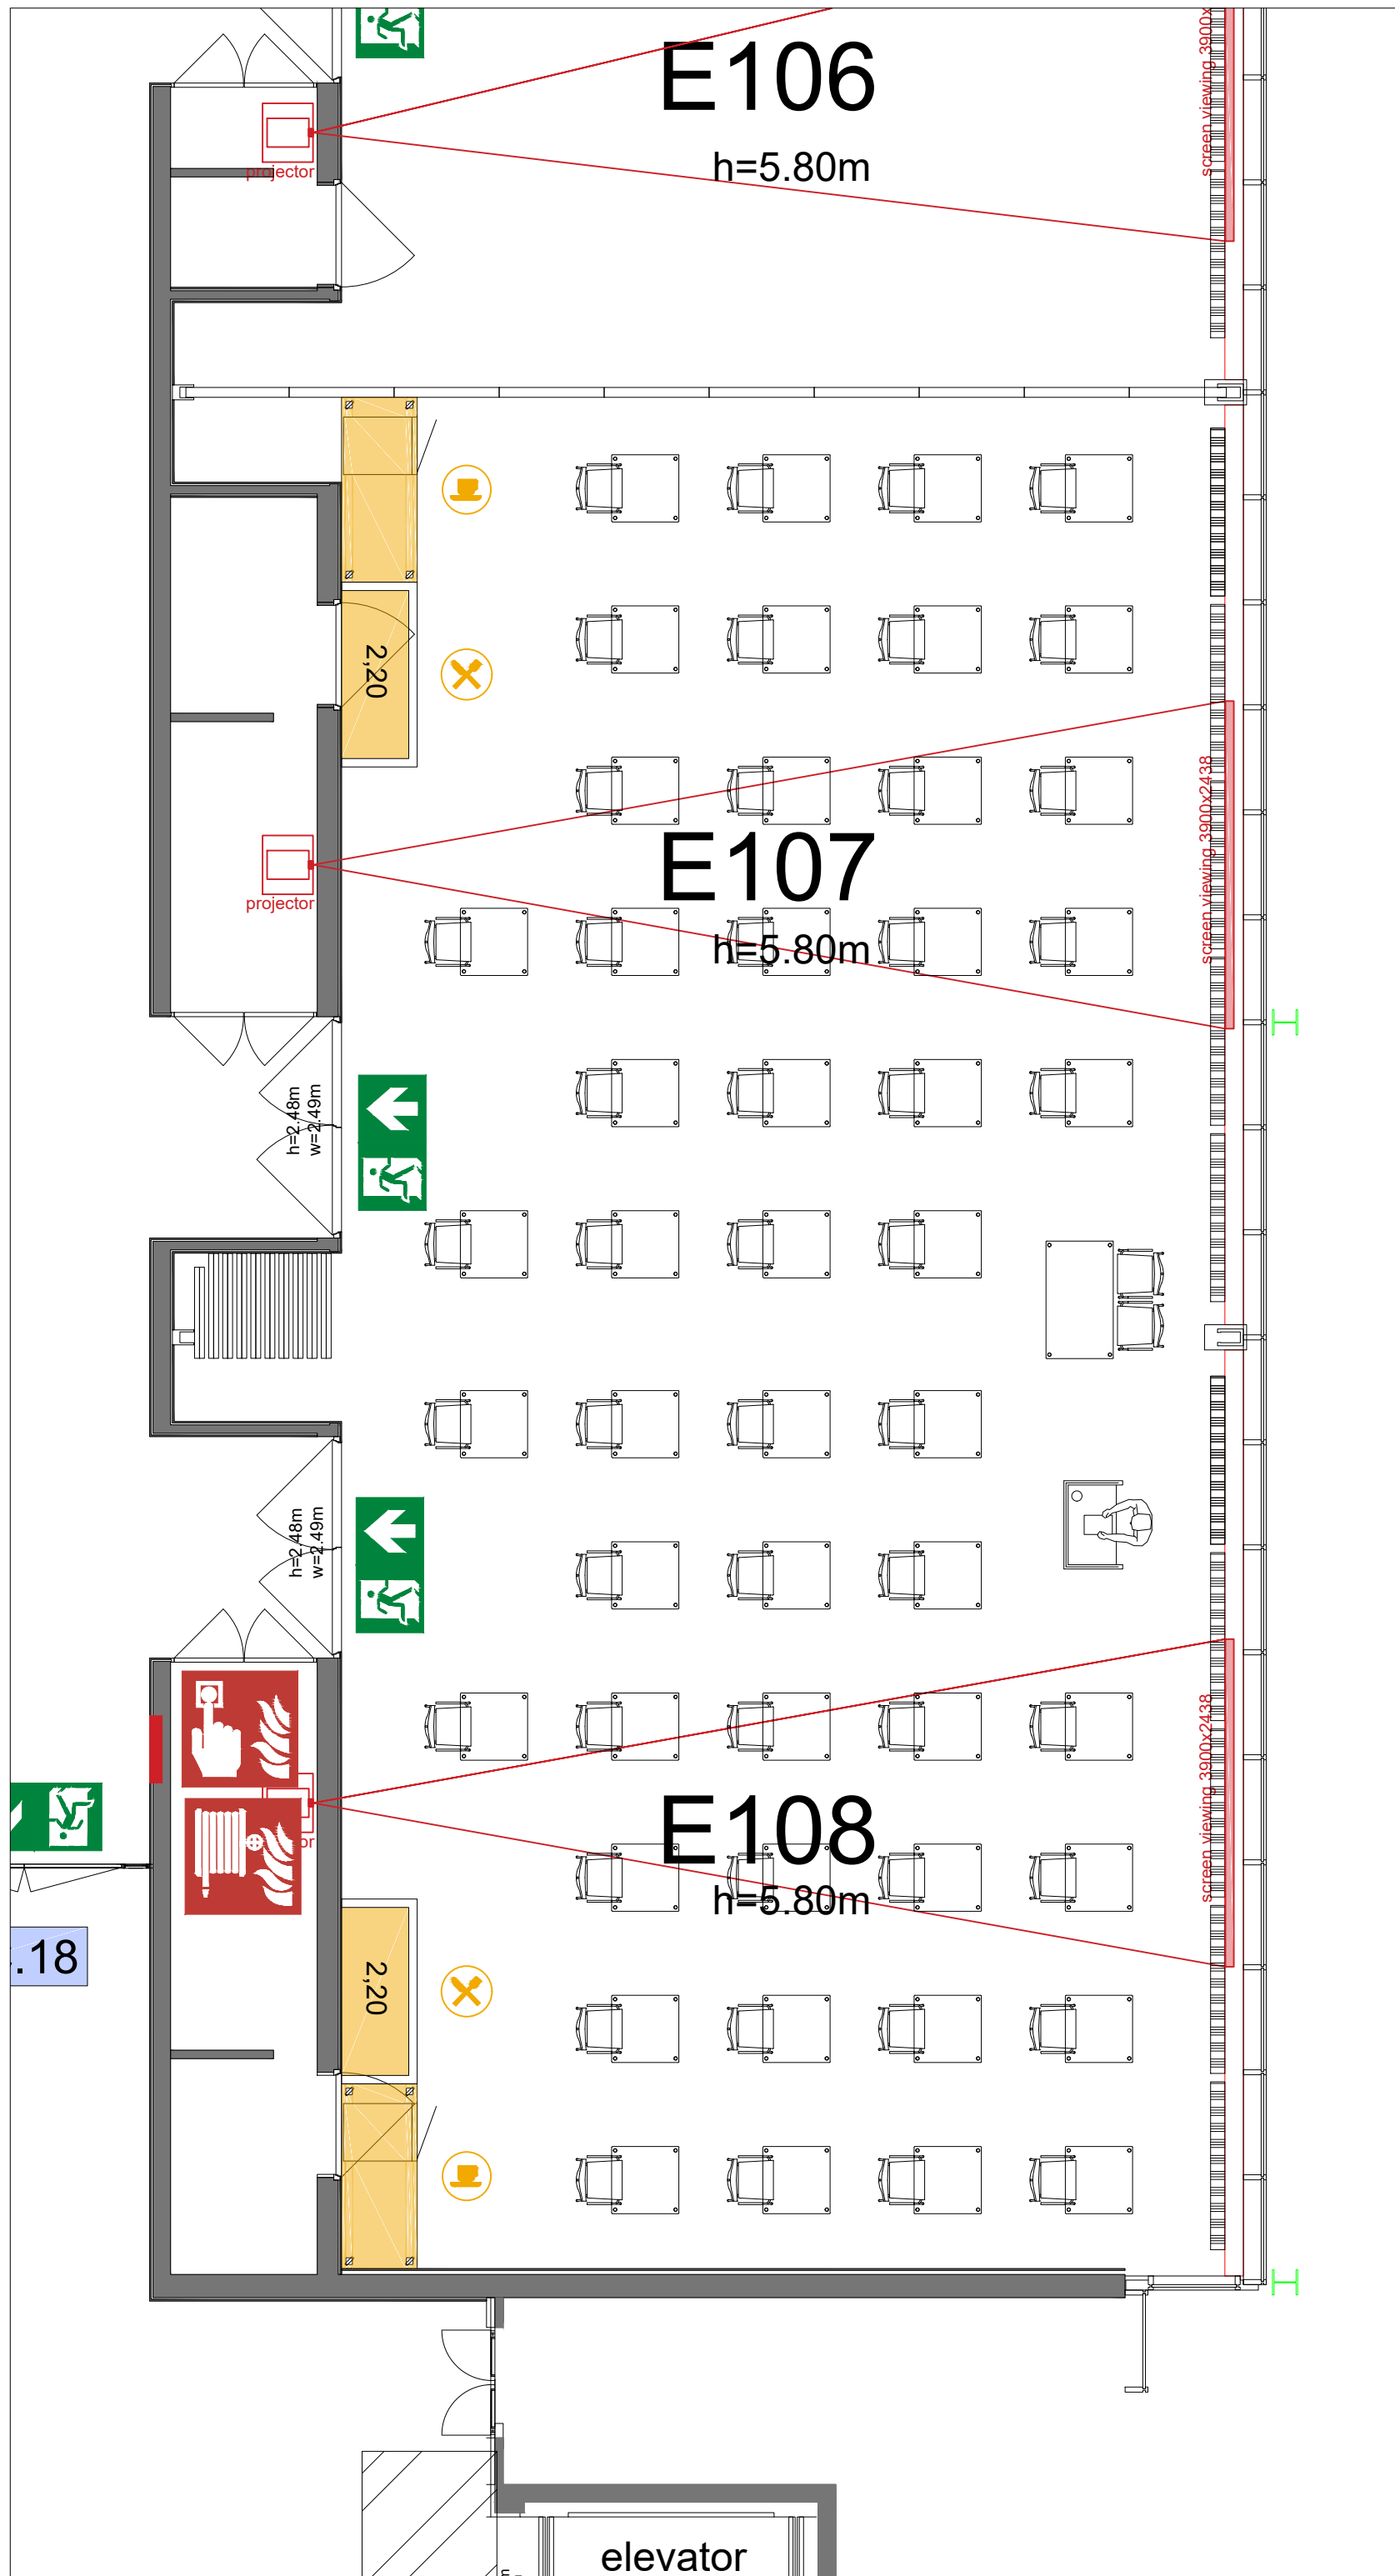 E106
h=5.80m
projector
screen viewing 3900x
2,20
E107
h=5.80m
projector
screen viewing 3900x2438
h=2.48m
w=2.49m
h=2.48m
w=2.49m
E108
h=5.80m
screen viewing 3900x2438
.18
2,20
elevator